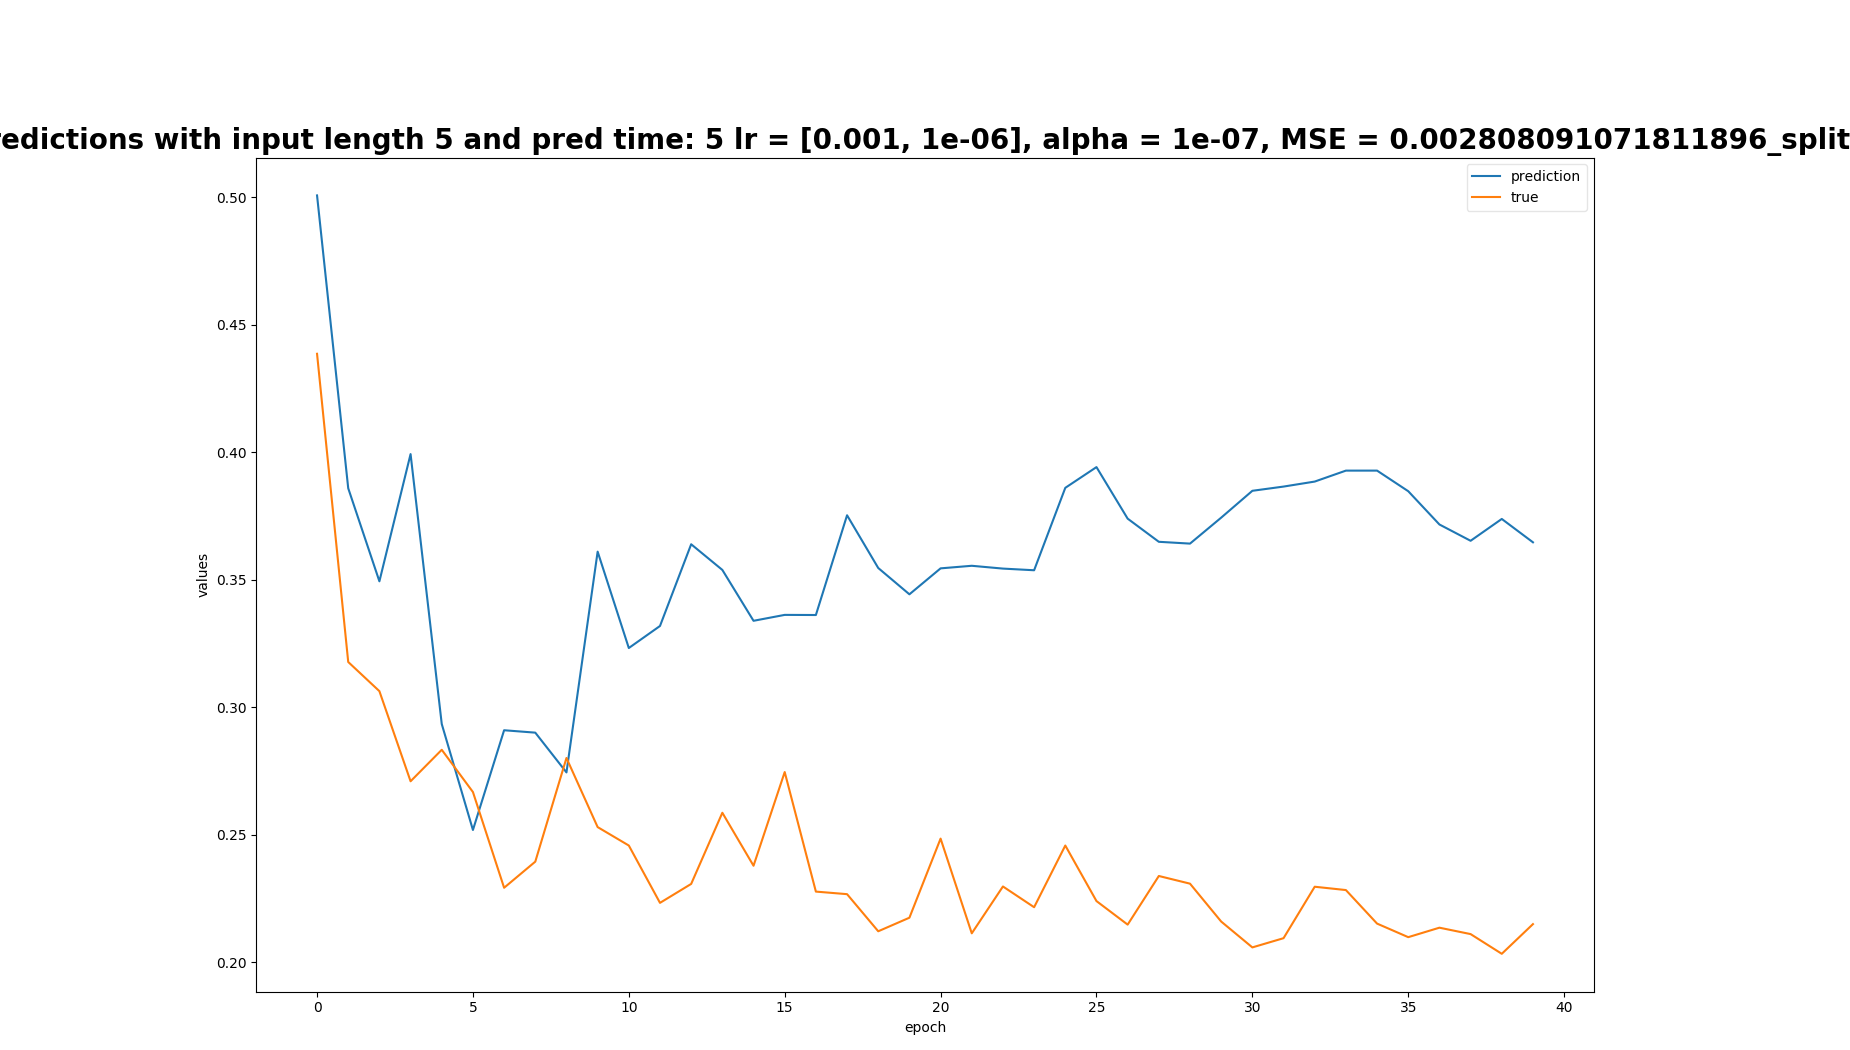 redictions with input length 5 and pred time: 5 lr = [0.001, 1e-06], alpha = 1e-07, MSE = 0.002808091071811896_split
prediction
true
0.50
0.45
0.40
0.35
0.30
0.25
0.20
values
0 5 10 15 20 25 30 35 40
epoch